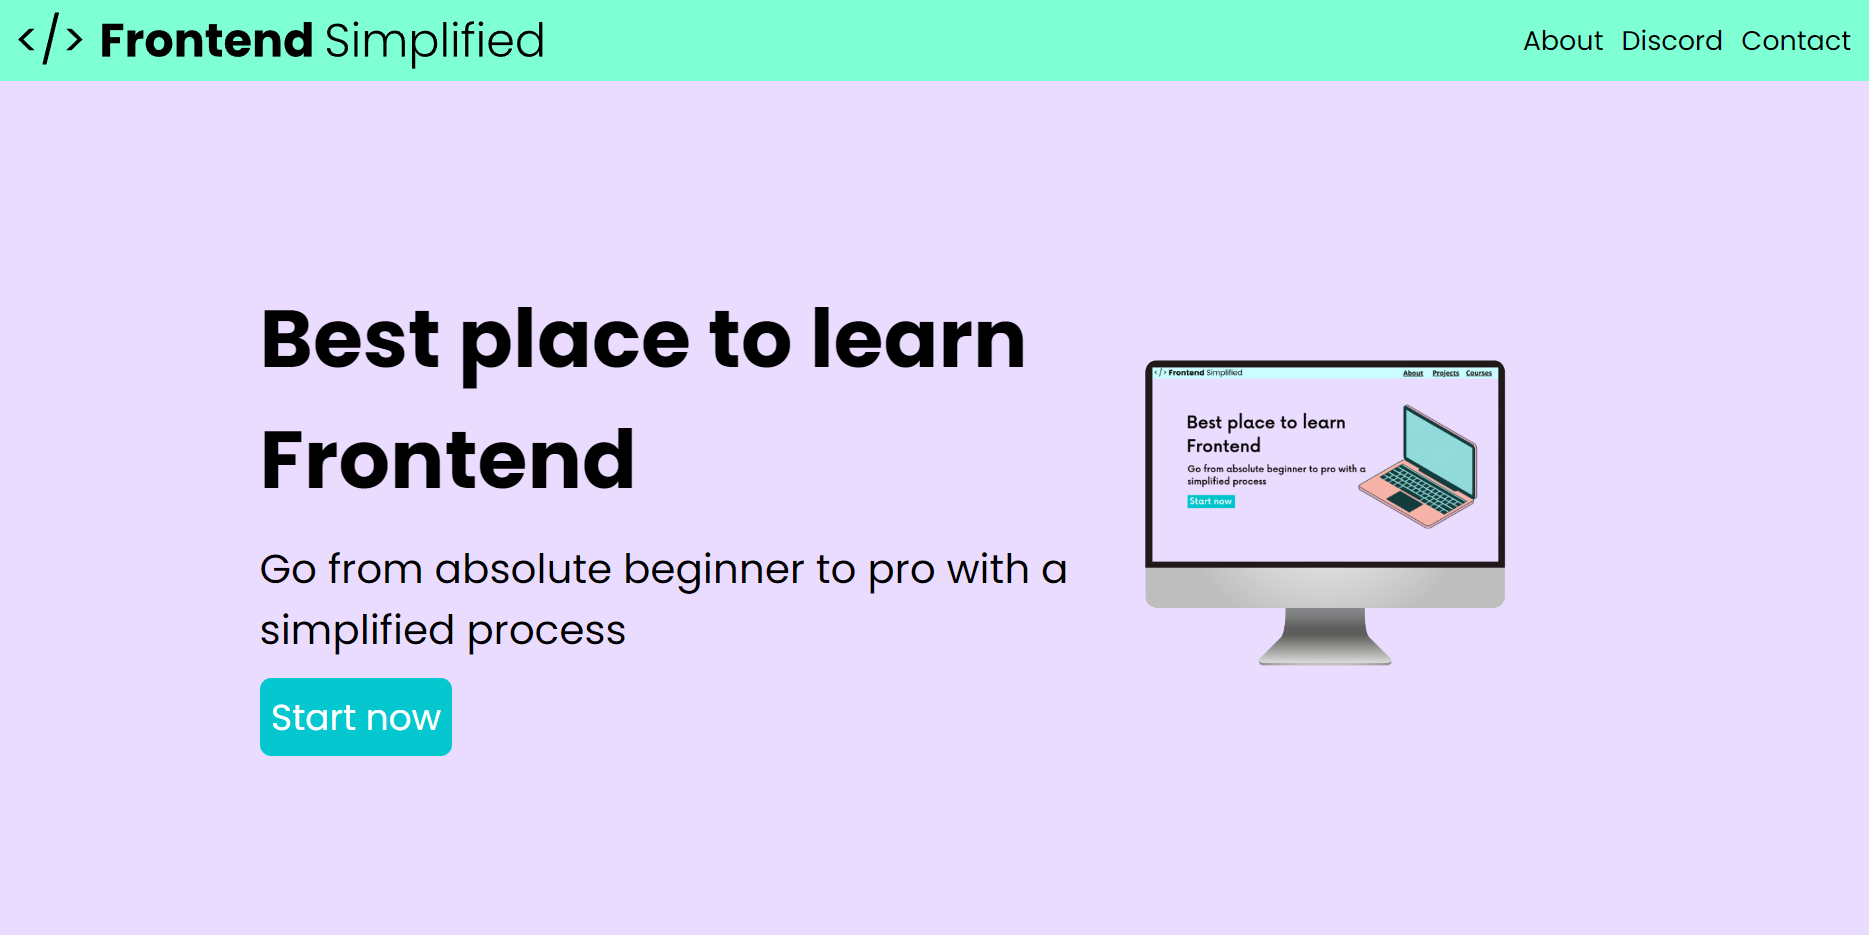 </> Frontend Simplified
About Discord Contact
Best place to learn
Frontend
Go from absolute beginner to pro with a
simplified process
Start now
</> Frontend Simplified
About Projects Courses
Best place to learn
Frontend
Go from absolute beginner to pro with a
simplified process
Start now